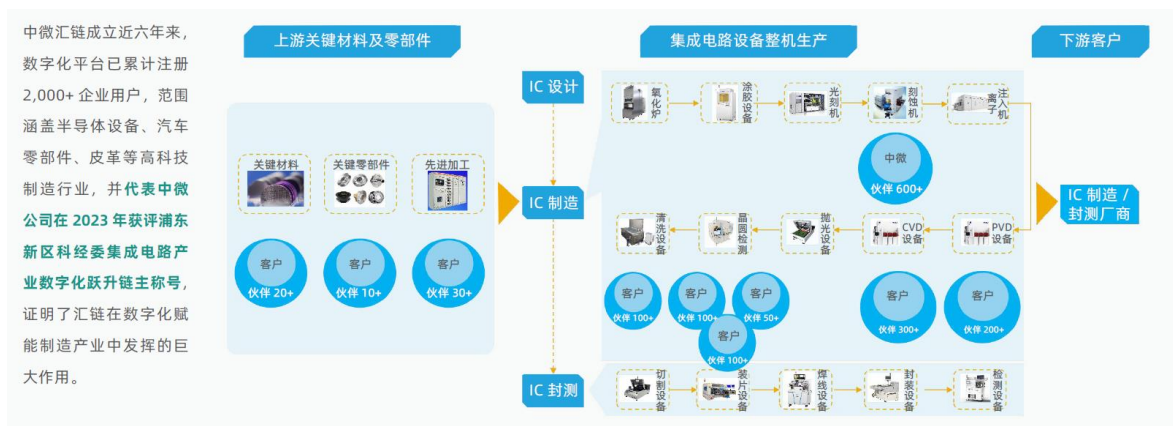 中微汇链成立近六年来，
数字化平台已累计注册
2,000+ 企业用户，范围
涵盖半导体设备、汽车
零部件、皮革等高科技
制造行业，并代表中微
公司在 2023 年获评浦东
新区科经委集成电路产
业数字化跃升链主称号，
证明了汇链在数字化赋
能制造产业中发挥的巨
大作用。
上游关键材料及零部件
关键材料
关键零部件
先进加工
客户
伙伴 20+
客户
伙伴 10+
客户
伙伴 30+
IC 设计
IC 制造
IC 封测
集成电路设备整机生产
氧化炉
涂胶设备
光刻机
刻蚀机
离子
注入机
中微
伙伴 600+
清洗设备
晶圆检测
抛光设备
CVD
设备
PVD
设备
客户
伙伴 100+
客户
伙伴 100+
客户
伙伴 50+
客户
伙伴 100+
客户
伙伴 300+
客户
伙伴 200+
切割设备
装片设备
焊线设备
封装设备
检测设备
下游客户
IC 制造 /
封测厂商